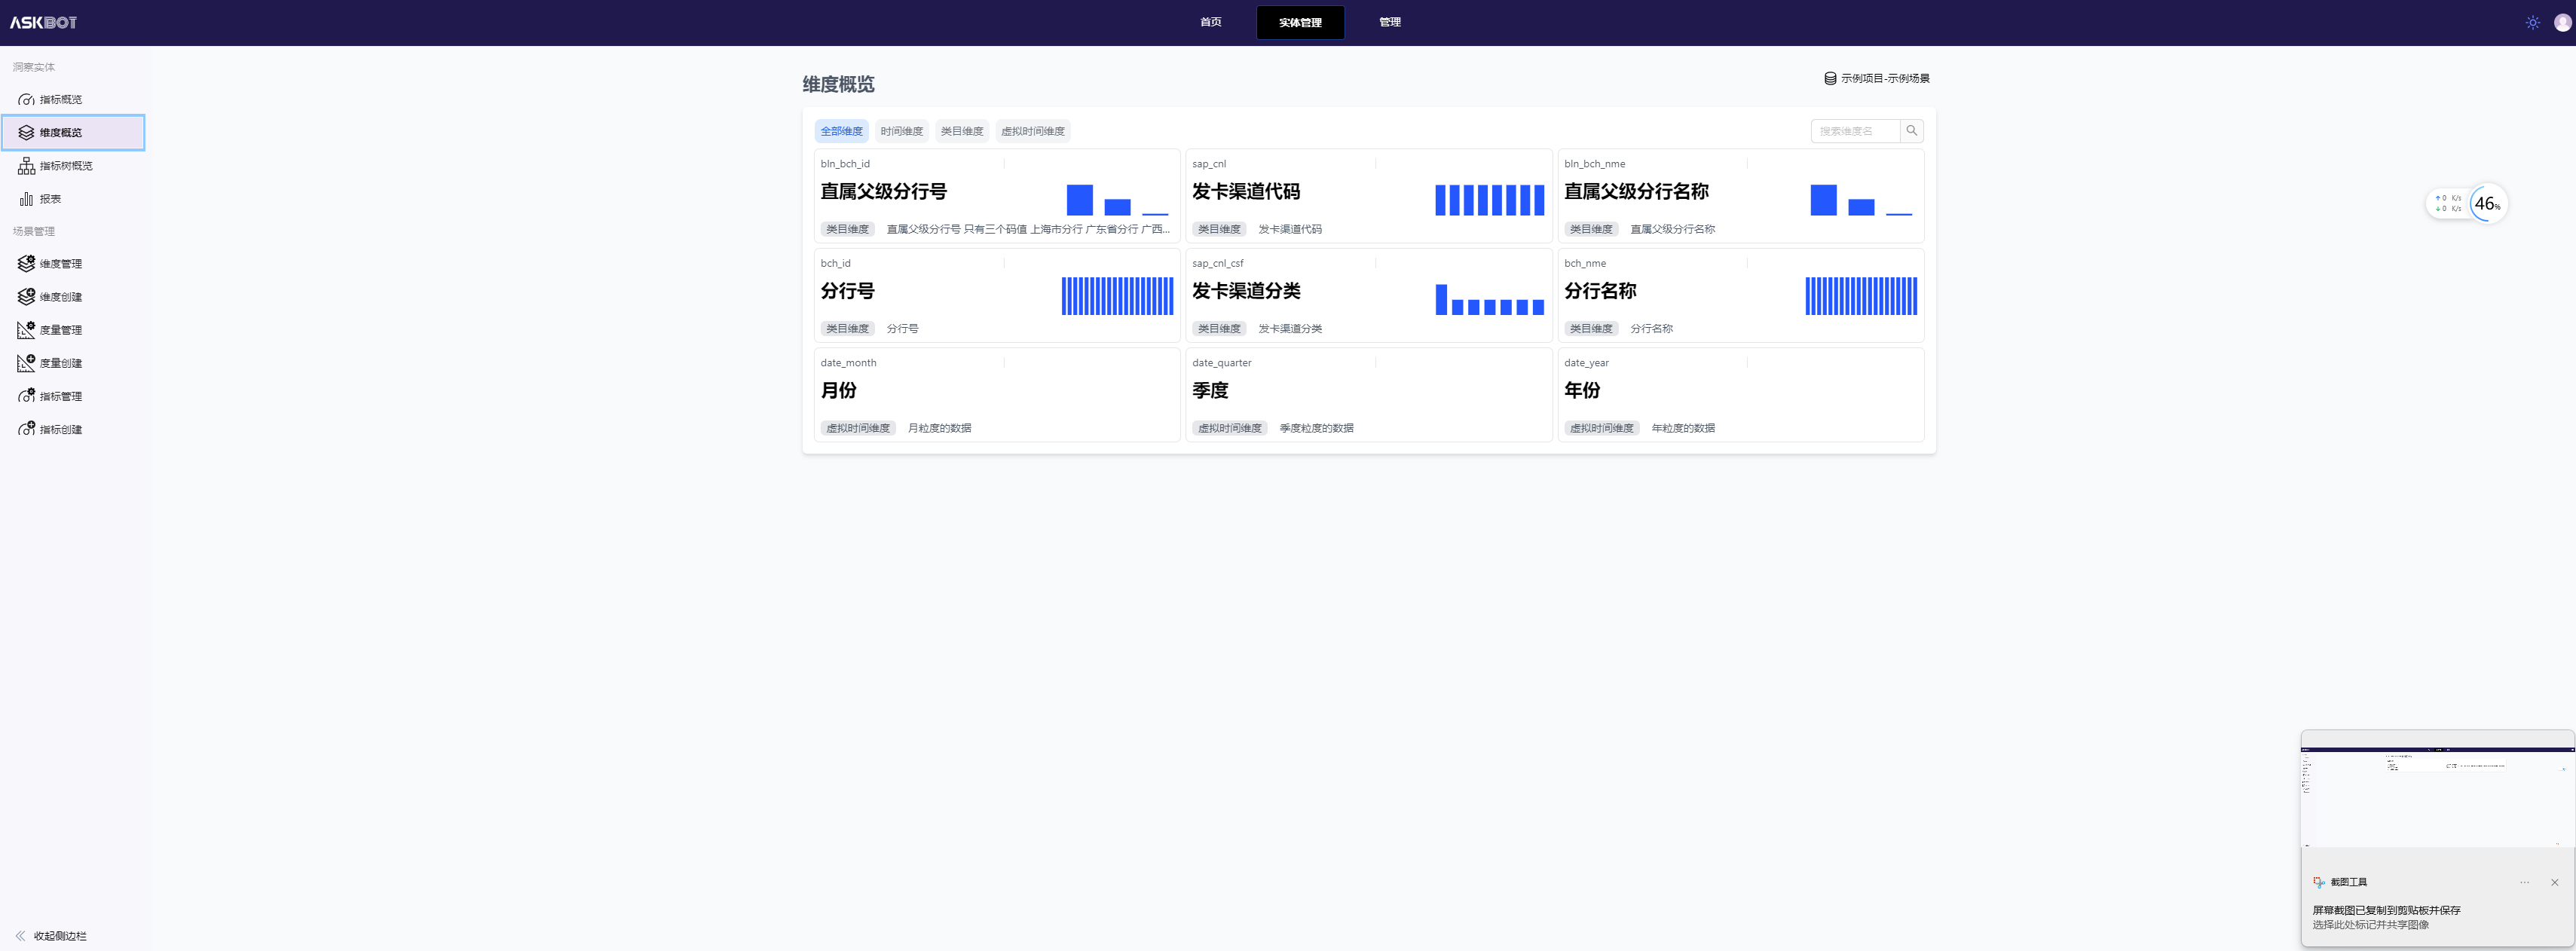 ASKBOT
首页
实体管理
管理
洞察实体
指标概览
维度概览
指标树概览
报表
场景管理
维度管理
维度创建
度量管理
度量创建
指标管理
指标创建
收起侧边栏
维度概览
示例项目-示例场景
全部维度
时间维度
类目维度
虚拟时间维度
搜索维度名
bln_bch_id
直属父级分行号
类目维度
直属父级分行号 只有三个码值 上海市分行 广东省分行 广西...
sap_cnl
发卡渠道代码
类目维度
发卡渠道代码
bln_bch_nme
直属父级分行名称
类目维度
直属父级分行名称
bch_id
分行号
类目维度
分行号
sap_cnl_csf
发卡渠道分类
类目维度
发卡渠道分类
bch_nme
分行名称
类目维度
分行名称
date_month
月份
虚拟时间维度
月粒度的数据
date_quarter
季度
虚拟时间维度
季度粒度的数据
date_year
年份
虚拟时间维度
年粒度的数据
↑ 0 K/s
↓ 0 K/s
46%
截图工具
屏幕截图已复制到剪贴板并保存
选择此处标记并共享图像